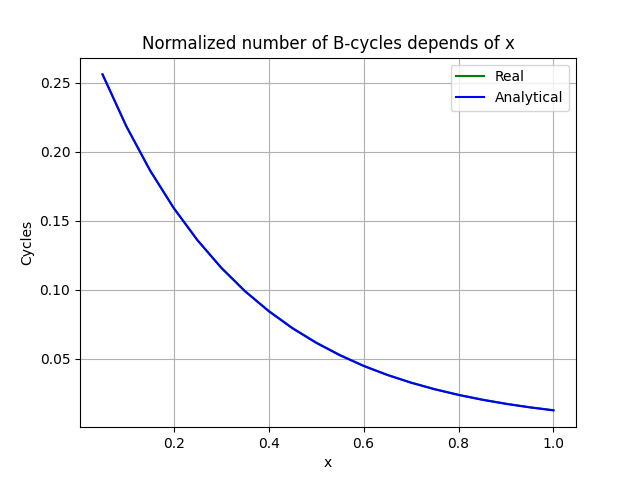 Normalized number of B-cycles depends of x
Real
Analytical
0.25
0.20
0.15
0.10
0.05
Cycles
0.2
0.4
0.6
0.8
1.0
x